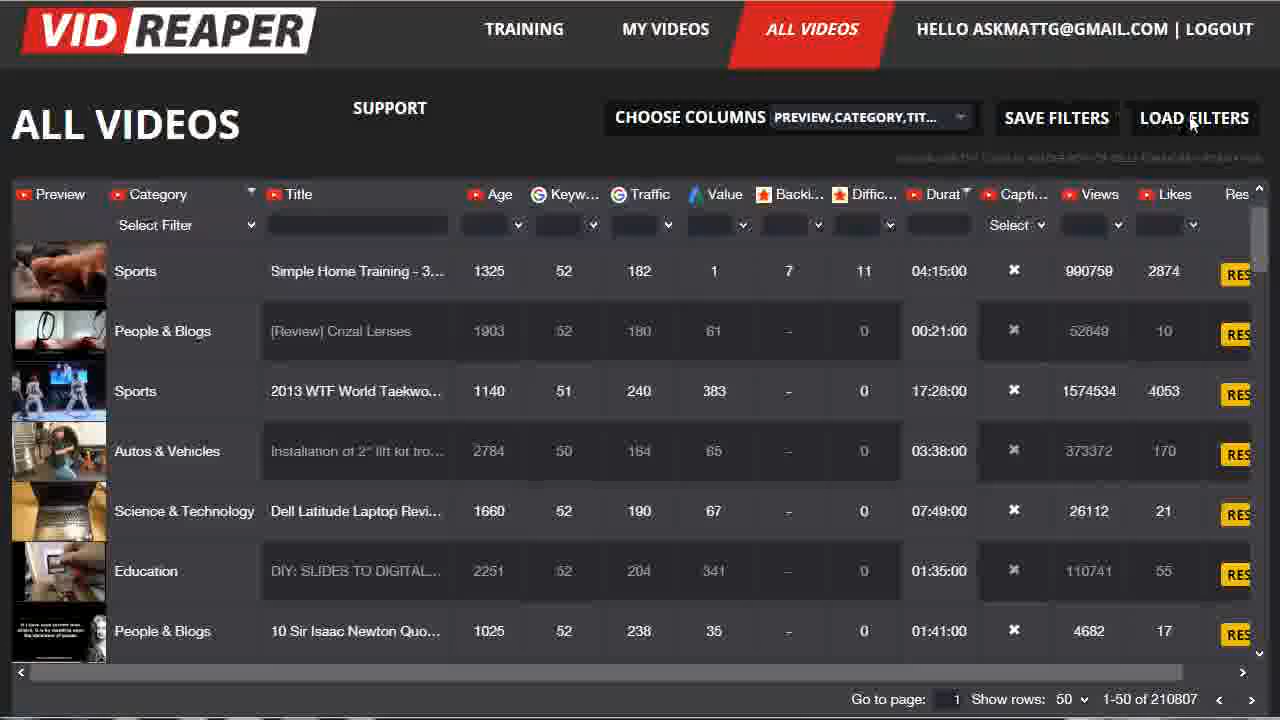 VID REAPER
TRAINING MY VIDEOS ALL VIDEOS HELLO ASKMATTG@GMAIL.COM | LOGOUT
ALL VIDEOS SUPPORT CHOOSE COLUMNS PREVIEW,CATEGORY,TIT... SAVE FILTERS LOAD FILTERS
Preview Category Title Age Keyw... Traffic Value Backi... Diffic... Durat Capti... Views Likes Res
Select Filter Select
Sports Simple Home Training - 3... 1325 52 182 1 7 11 04:15:00 ✖ 990759 2874 RES
People & Blogs [Review] Crizal Lenses 1903 52 180 61 - 0 00:21:00 ✖ 52849 10 RES
Sports 2013 WTF World Taekwo... 1140 51 240 383 - 0 17:28:00 ✖ 1574534 4053 RES
Autos & Vehicles Installation of 2" lift kit fro... 2784 50 164 65 - 0 03:38:00 ✖ 373372 170 RES
Science & Technology Dell Latitude Laptop Revi... 1660 52 190 67 - 0 07:49:00 ✖ 26112 21 RES
Education DIY: SLIDES TO DIGITAL... 2251 52 204 341 - 0 01:35:00 ✖ 110741 55 RES
People & Blogs 10 Sir Isaac Newton Quo... 1025 52 238 35 - 0 01:41:00 ✖ 4682 17 RES
Go to page: 1 Show rows: 50 1-50 of 210807